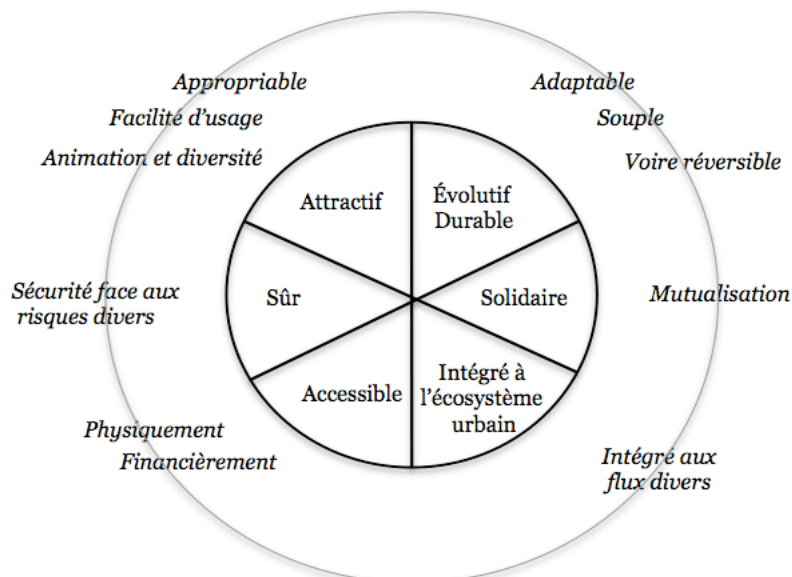 Appropriable
Adaptable
Facilité d'usage
Souple
Animation et diversité
Voire réversible
Attractif
Évolutif
Durable
Sécurité face aux
risques divers
Sûr
Solidaire
Mutualisation
Accessible
Intégré à
l'écosystème
urbain
Physiquement
Financièrement
Intégré aux
flux divers